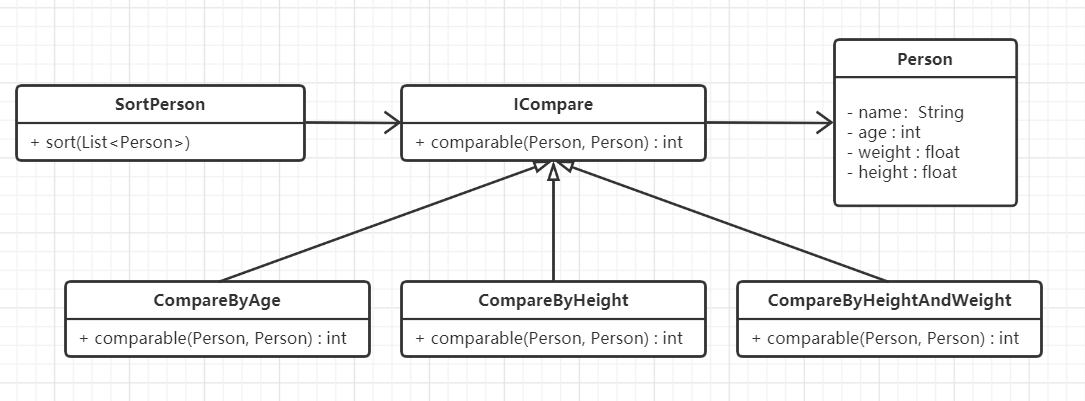 SortPerson
+ sort(List<Person>)
ICompare
+ comparable(Person, Person) : int
Person
- name：String
- age : int
- weight : float
- height : float
CompareByAge
+ comparable(Person, Person) : int
CompareByHeight
+ comparable(Person, Person) : int
CompareByHeightAndWeight
+ comparable(Person, Person) : int